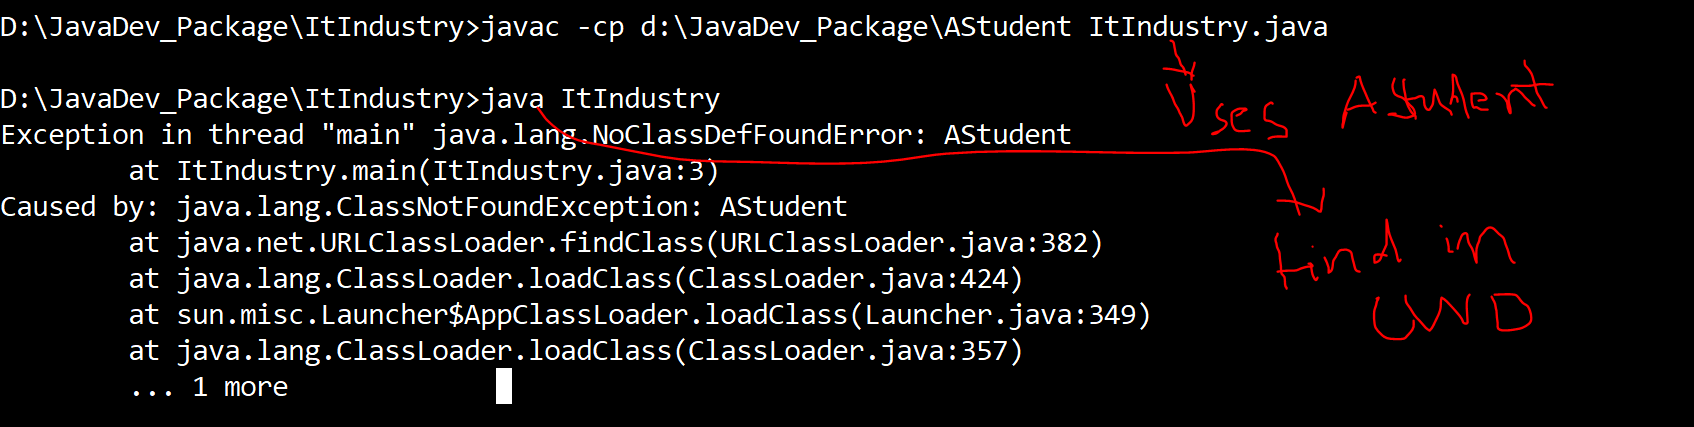 D:\JavaDev_Package\ItIndustry>javac -cp d:\JavaDev_Package\AStudent ItIndustry.java
Uses AStudent
D:\JavaDev_Package\ItIndustry>java ItIndustry
Exception in thread "main" java.lang.NoClassDefFoundError: AStudent
at ItIndustry.main(ItIndustry.java:3)
Caused by: java.lang.ClassNotFoundException: AStudent
at java.net.URLClassLoader.findClass(URLClassLoader.java:382)
at java.lang.ClassLoader.loadClass(ClassLoader.java:424)
at sun.misc.Launcher$AppClassLoader.loadClass(Launcher.java:349)
at java.lang.ClassLoader.loadClass(ClassLoader.java:357)
... 1 more
find in
CWD